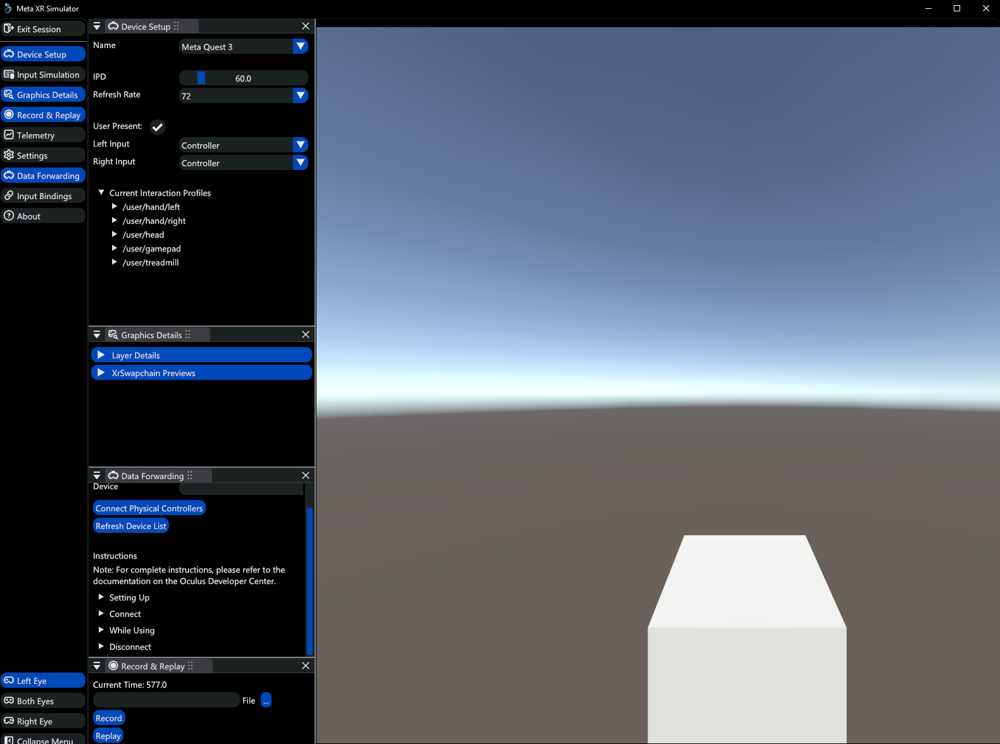 Meta XR Simulator
Exit Session
Device Setup
Input Simulation
Graphics Details
Record & Replay
Telemetry
Settings
Data Forwarding
Input Bindings
About
Left Eye
Both Eyes
Right Eye
Collapse Menu
Device Setup
Name
Meta Quest 3
IPD
60.0
Refresh Rate
72
User Present:
Left Input
Controller
Right Input
Controller
Current Interaction Profiles
/user/hand/left
/user/hand/right
/user/head
/user/gamepad
/user/treadmill
Graphics Details
Layer Details
XrSwapchain Previews
Data Forwarding
Device
Connect Physical Controllers
Refresh Device List
Instructions
Note: For complete instructions, please refer to the
documentation on the Oculus Developer Center.
Setting Up
Connect
While Using
Disconnect
Record & Replay
Current Time: 577.0
File ...
Record
Replay